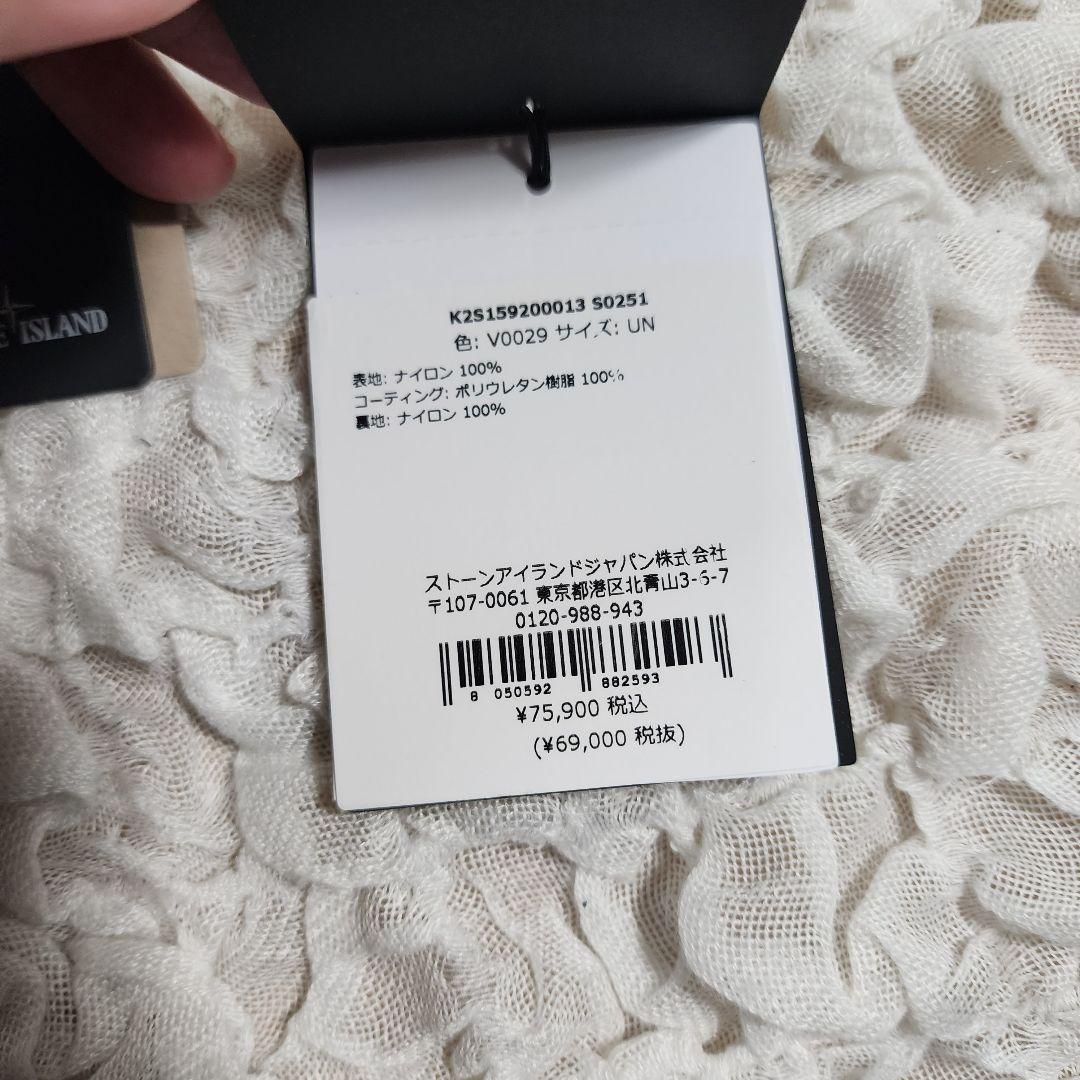 ISLAND
K2S159200013 S0251
色: V0029 サイズ: UN
表地: ナイロン 100%
コーティング: ポリウレタン樹脂 100%
裏地: ナイロン 100%
ストーンアイランドジャパン株式会社
〒107-0061 東京都港区北青山3-6-7
0120-988-943
8 050592 882593
¥75,900 税込
(¥69,000 税抜)